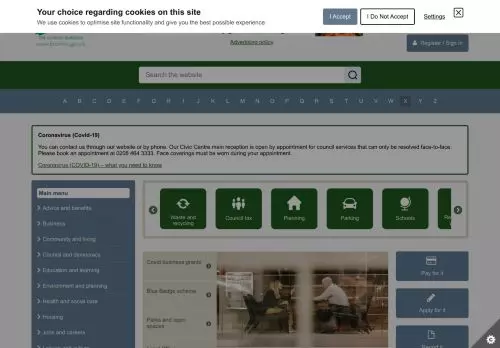 Your choice regarding cookies on this site
We use cookies to optimise site functionality and give you the best possible experience.
I Accept
I Do Not Accept
Settings
Advertising policy
Register / Sign in
Search the website
A B C D E F G H I J K L M N O P Q R S T U V W X Y Z
Coronavirus (Covid-19)
You can contact us through our website or by phone. Our Civic Centre main reception is open by appointment for council services that can only be resolved face-to-face.
Please book an appointment at 0208 464 3333. Face coverings must be worn during your appointment.
Coronavirus (COVID-19) – what you need to know
Main menu
Advice and benefits
Business
Community and living
Council and democracy
Education and learning
Environment and planning
Health and social care
Housing
Jobs and careers
Waste and
recycling
Council tax
Planning
Parking
Schools
Covid business grants
Blue Badge scheme
Parks and open
spaces
Pay for it
Apply for it
Report it